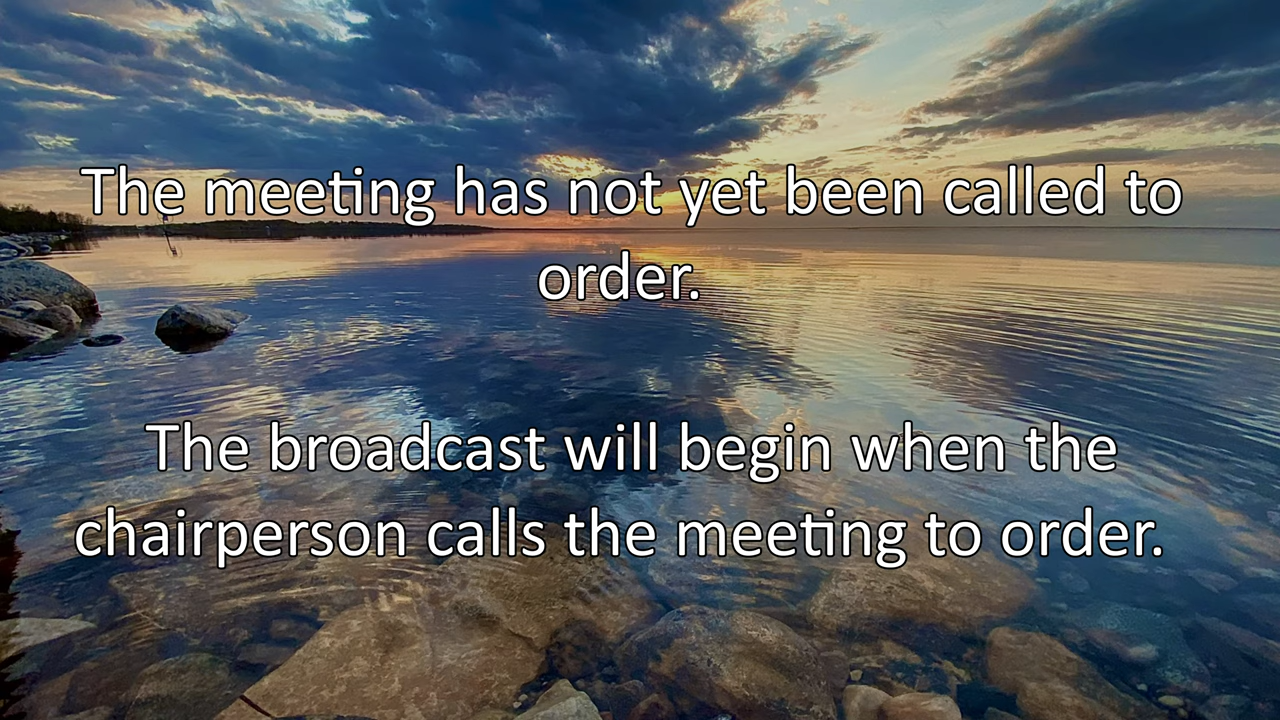 The meeting has not yet been called to
order.
The broadcast will begin when the
chairperson calls the meeting to order.